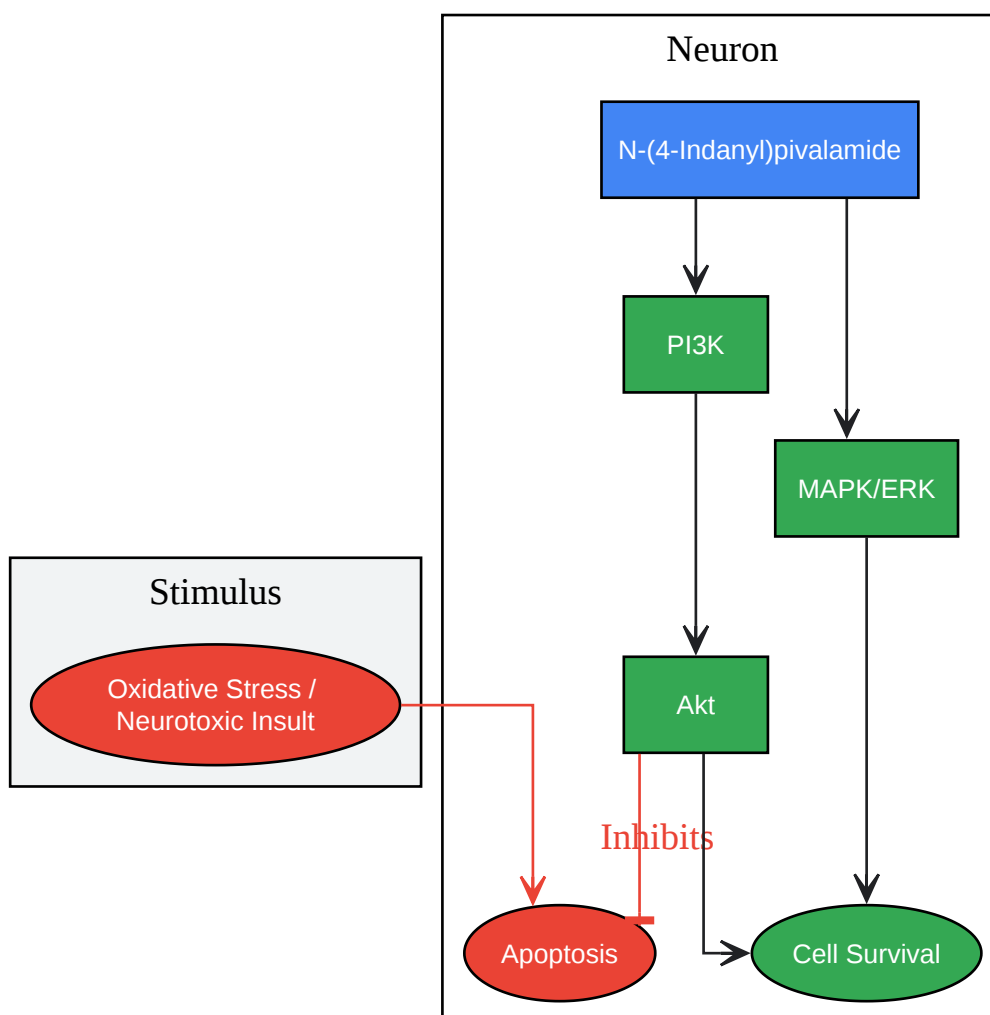 Neuron
N-(4-Indanyl)pivalamide
PI3K
MAPK/ERK
Stimulus
Oxidative Stress /
Neurotoxic Insult
Akt
Inhibits
Apoptosis
Cell Survival